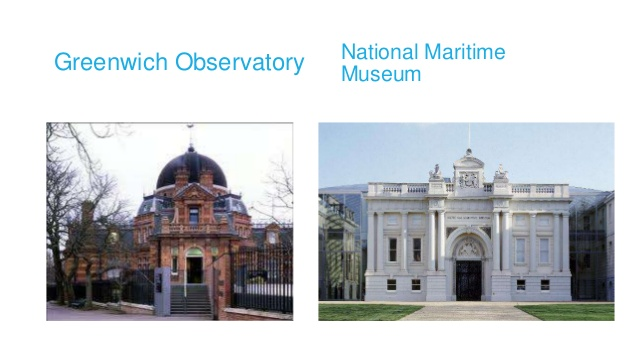 Greenwich Observatory
National Maritime
Museum